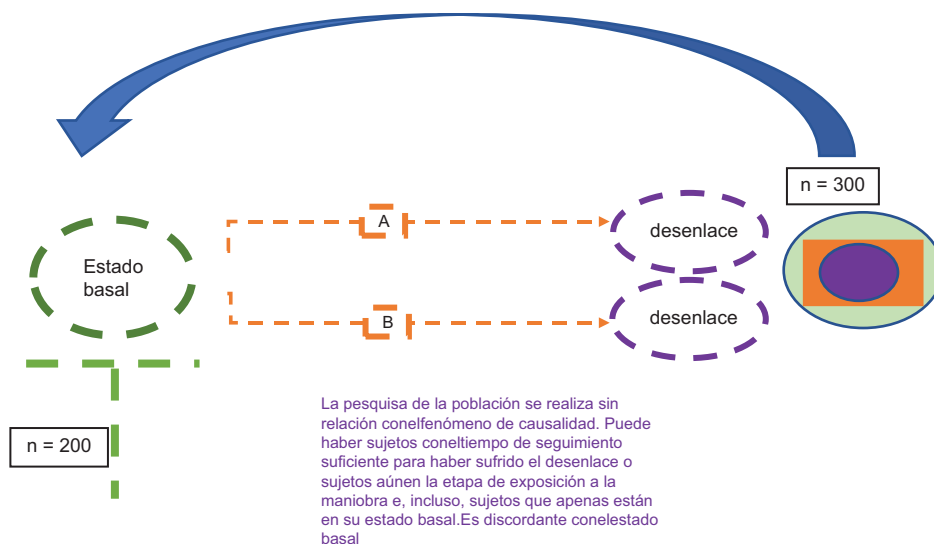 n = 300
A
desenlace
Estado
basal
B
desenlace
n = 200
La pesquisa de la población se realiza sin
relación conelfenómeno de causalidad. Puede
haber sujetos coneltiempo de seguimiento
suficiente para haber sufrido el desenlace o
sujetos aúnen la etapa de exposición a la
maniobra e, incluso, sujetos que apenas están
en su estado basal.Es discordante conelestado
basal